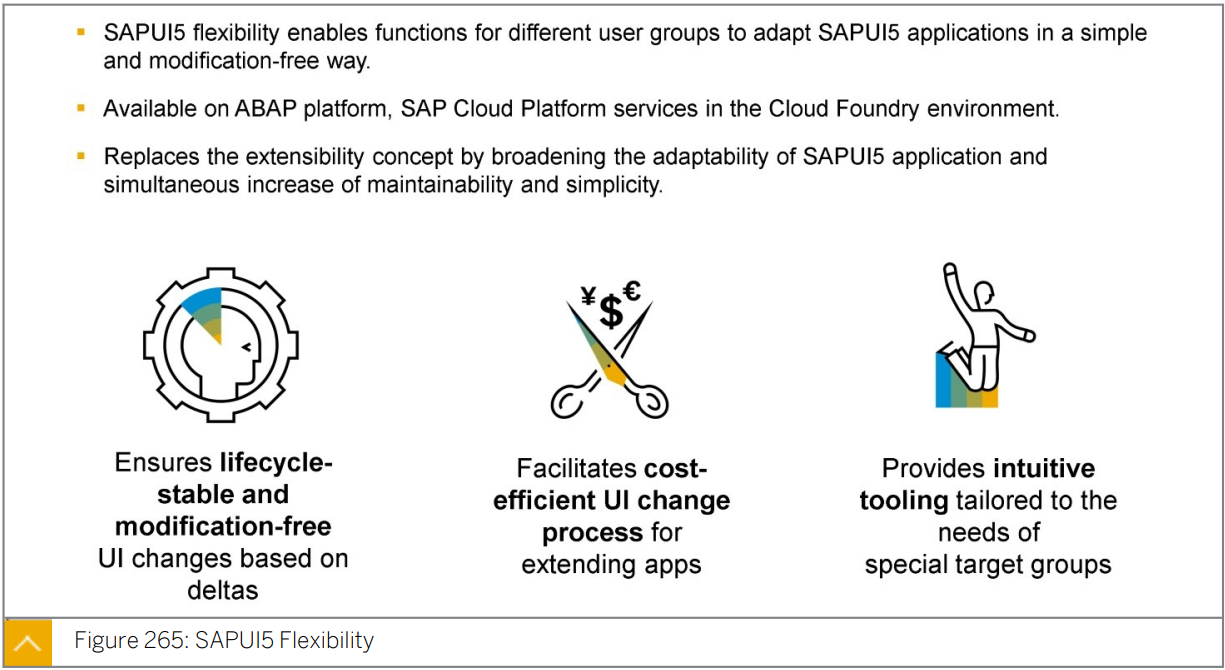 SAPUI5 flexibility enables functions for different user groups to adapt SAPUI5 applications in a simple
and modification-free way.
Available on ABAP platform, SAP Cloud Platform services in the Cloud Foundry environment.
Replaces the extensibility concept by broadening the adaptability of SAPUI5 application and
simultaneous increase of maintainability and simplicity.
¥ $ €
Ensures lifecycle-
stable and
modification-free
UI changes based on
deltas
Facilitates cost-
efficient UI change
process for
extending apps
Provides intuitive
tooling tailored to the
needs of
special target groups
Figure 265: SAPUI5 Flexibility